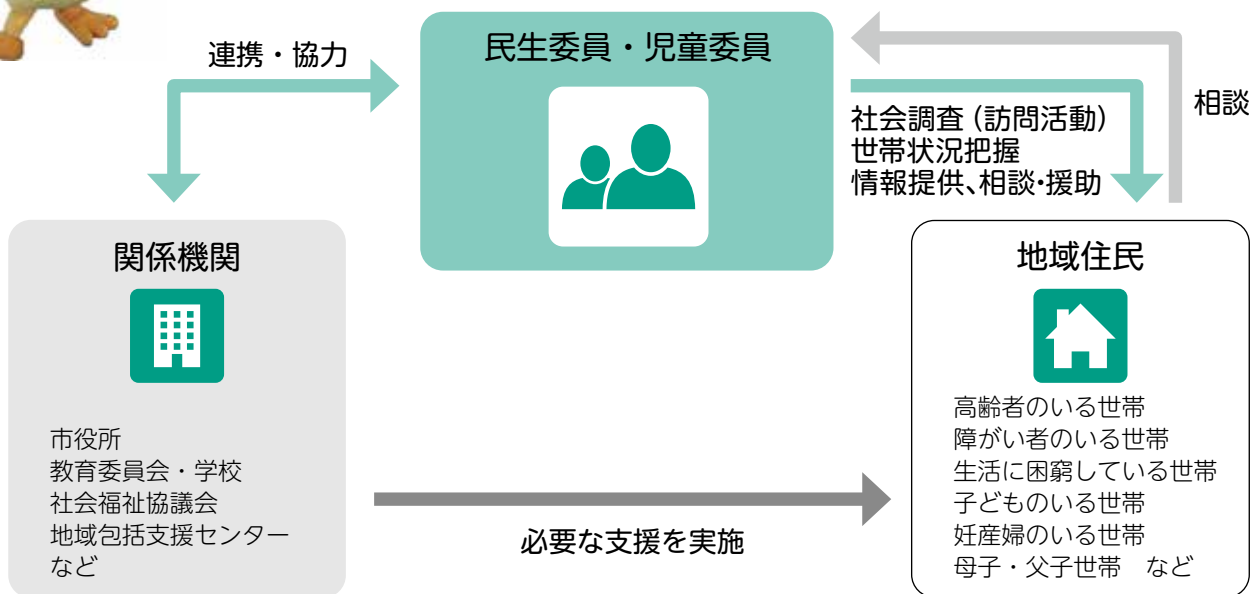 民生委員・児童委員
連携・協力
相談
社会調査（訪問活動）
世帯状況把握
情報提供、相談・援助
関係機関
市役所
教育委員会・学校
社会福祉協議会
地域包括支援センター
など
必要な支援を実施
地域住民
高齢者のいる世帯
障がい者のいる世帯
生活に困窮している世帯
子どものいる世帯
妊産婦のいる世帯
母子・父子世帯　など